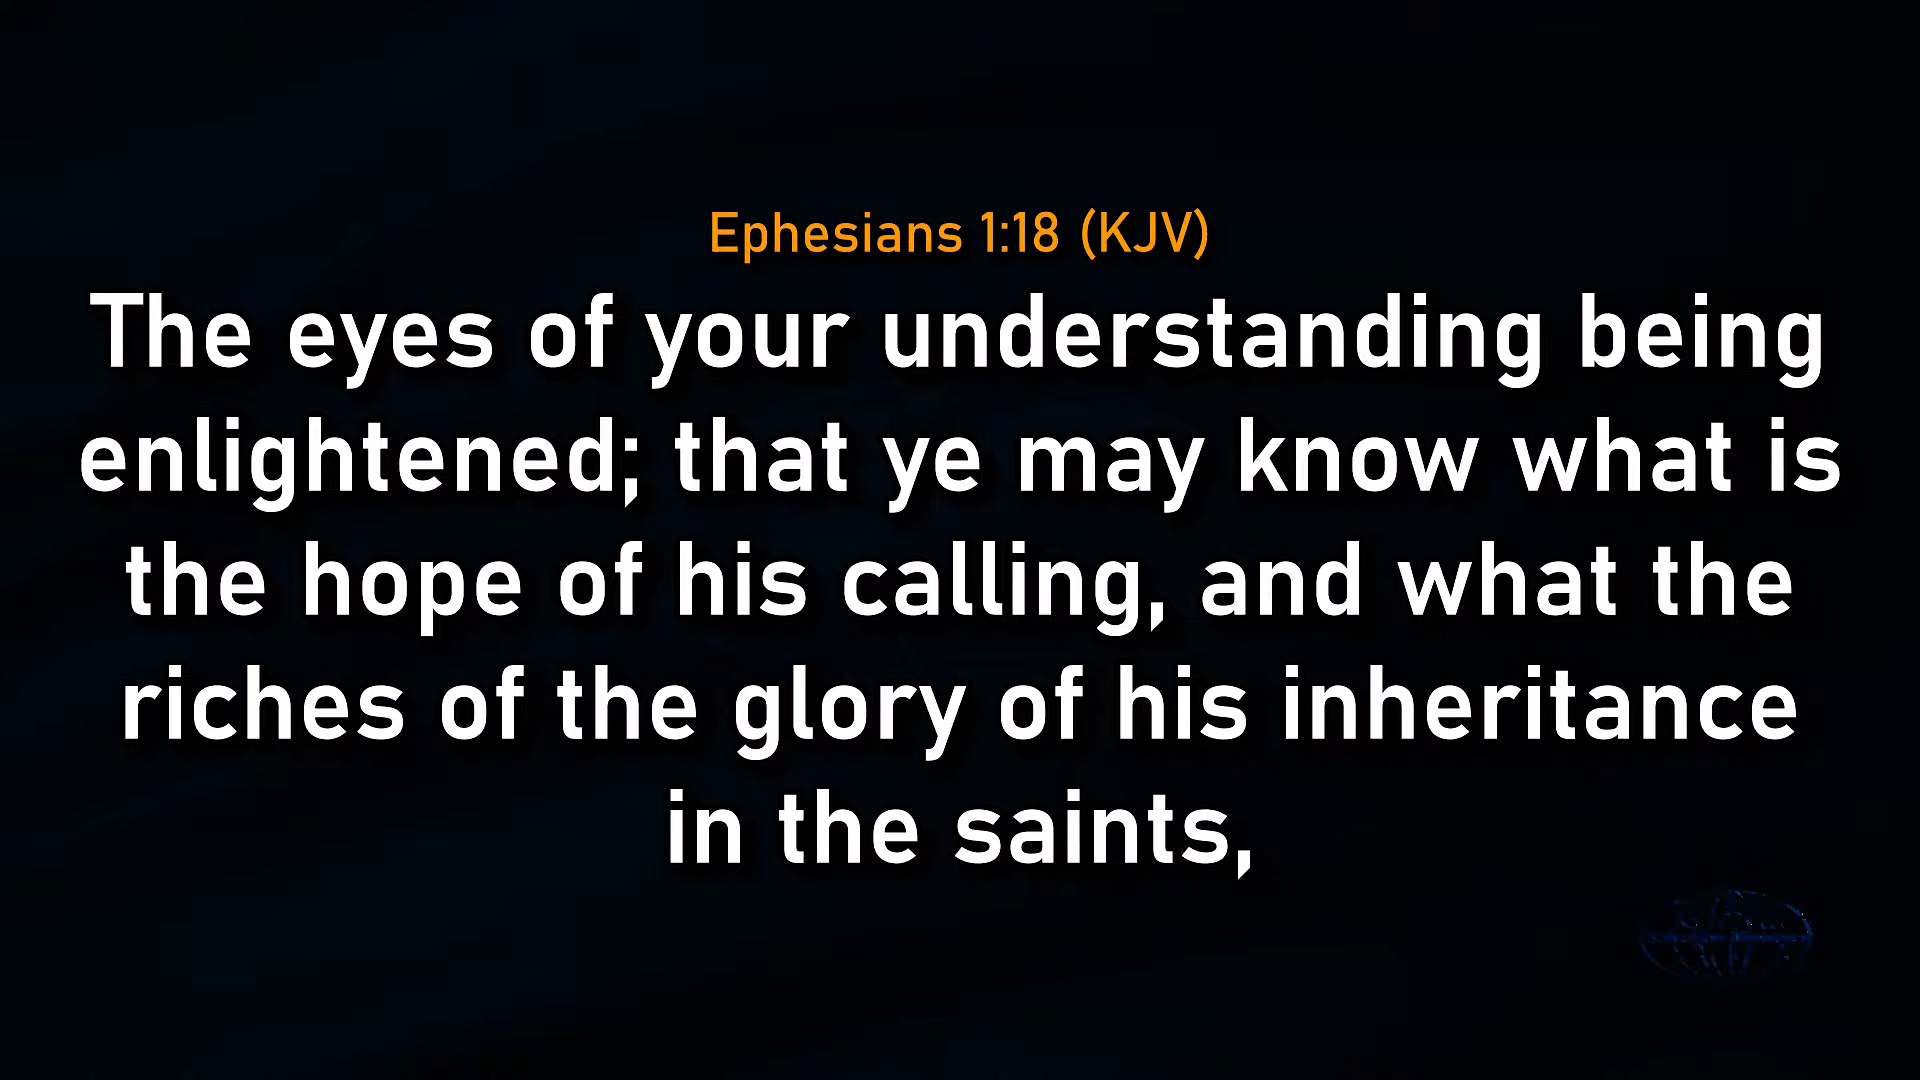 Ephesians 1:18 (KJV)
The eyes of your understanding being
enlightened; that ye may know what is
the hope of his calling, and what the
riches of the glory of his inheritance
in the saints,